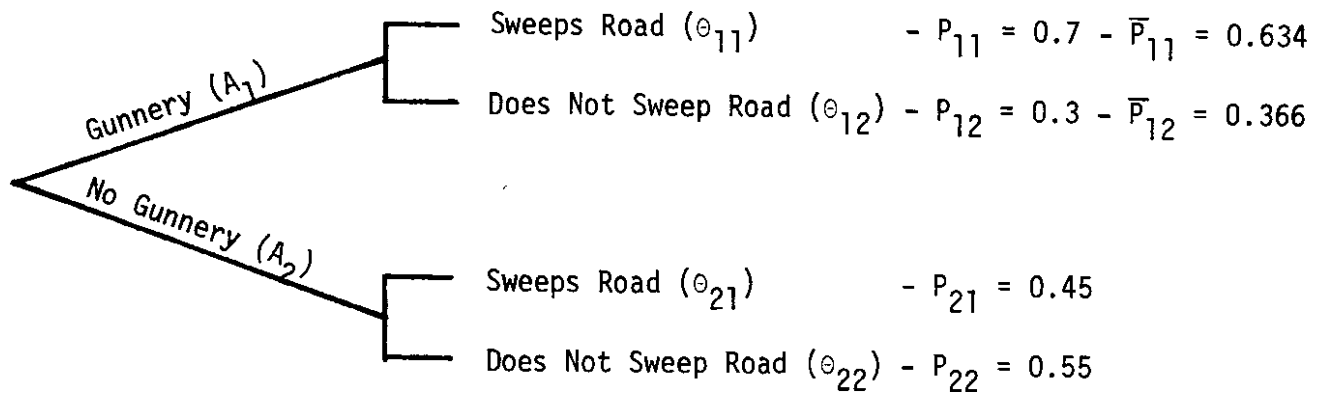 Sweeps Road (Θ₁₁) - P₁₁ = 0.7 - P̅₁₁ = 0.634
Gunnery (A₁)
Does Not Sweep Road (Θ₁₂) - P₁₂ = 0.3 - P̅₁₂ = 0.366
No Gunnery (A₂)
Sweeps Road (Θ₂₁) - P₂₁ = 0.45
Does Not Sweep Road (Θ₂₂) - P₂₂ = 0.55